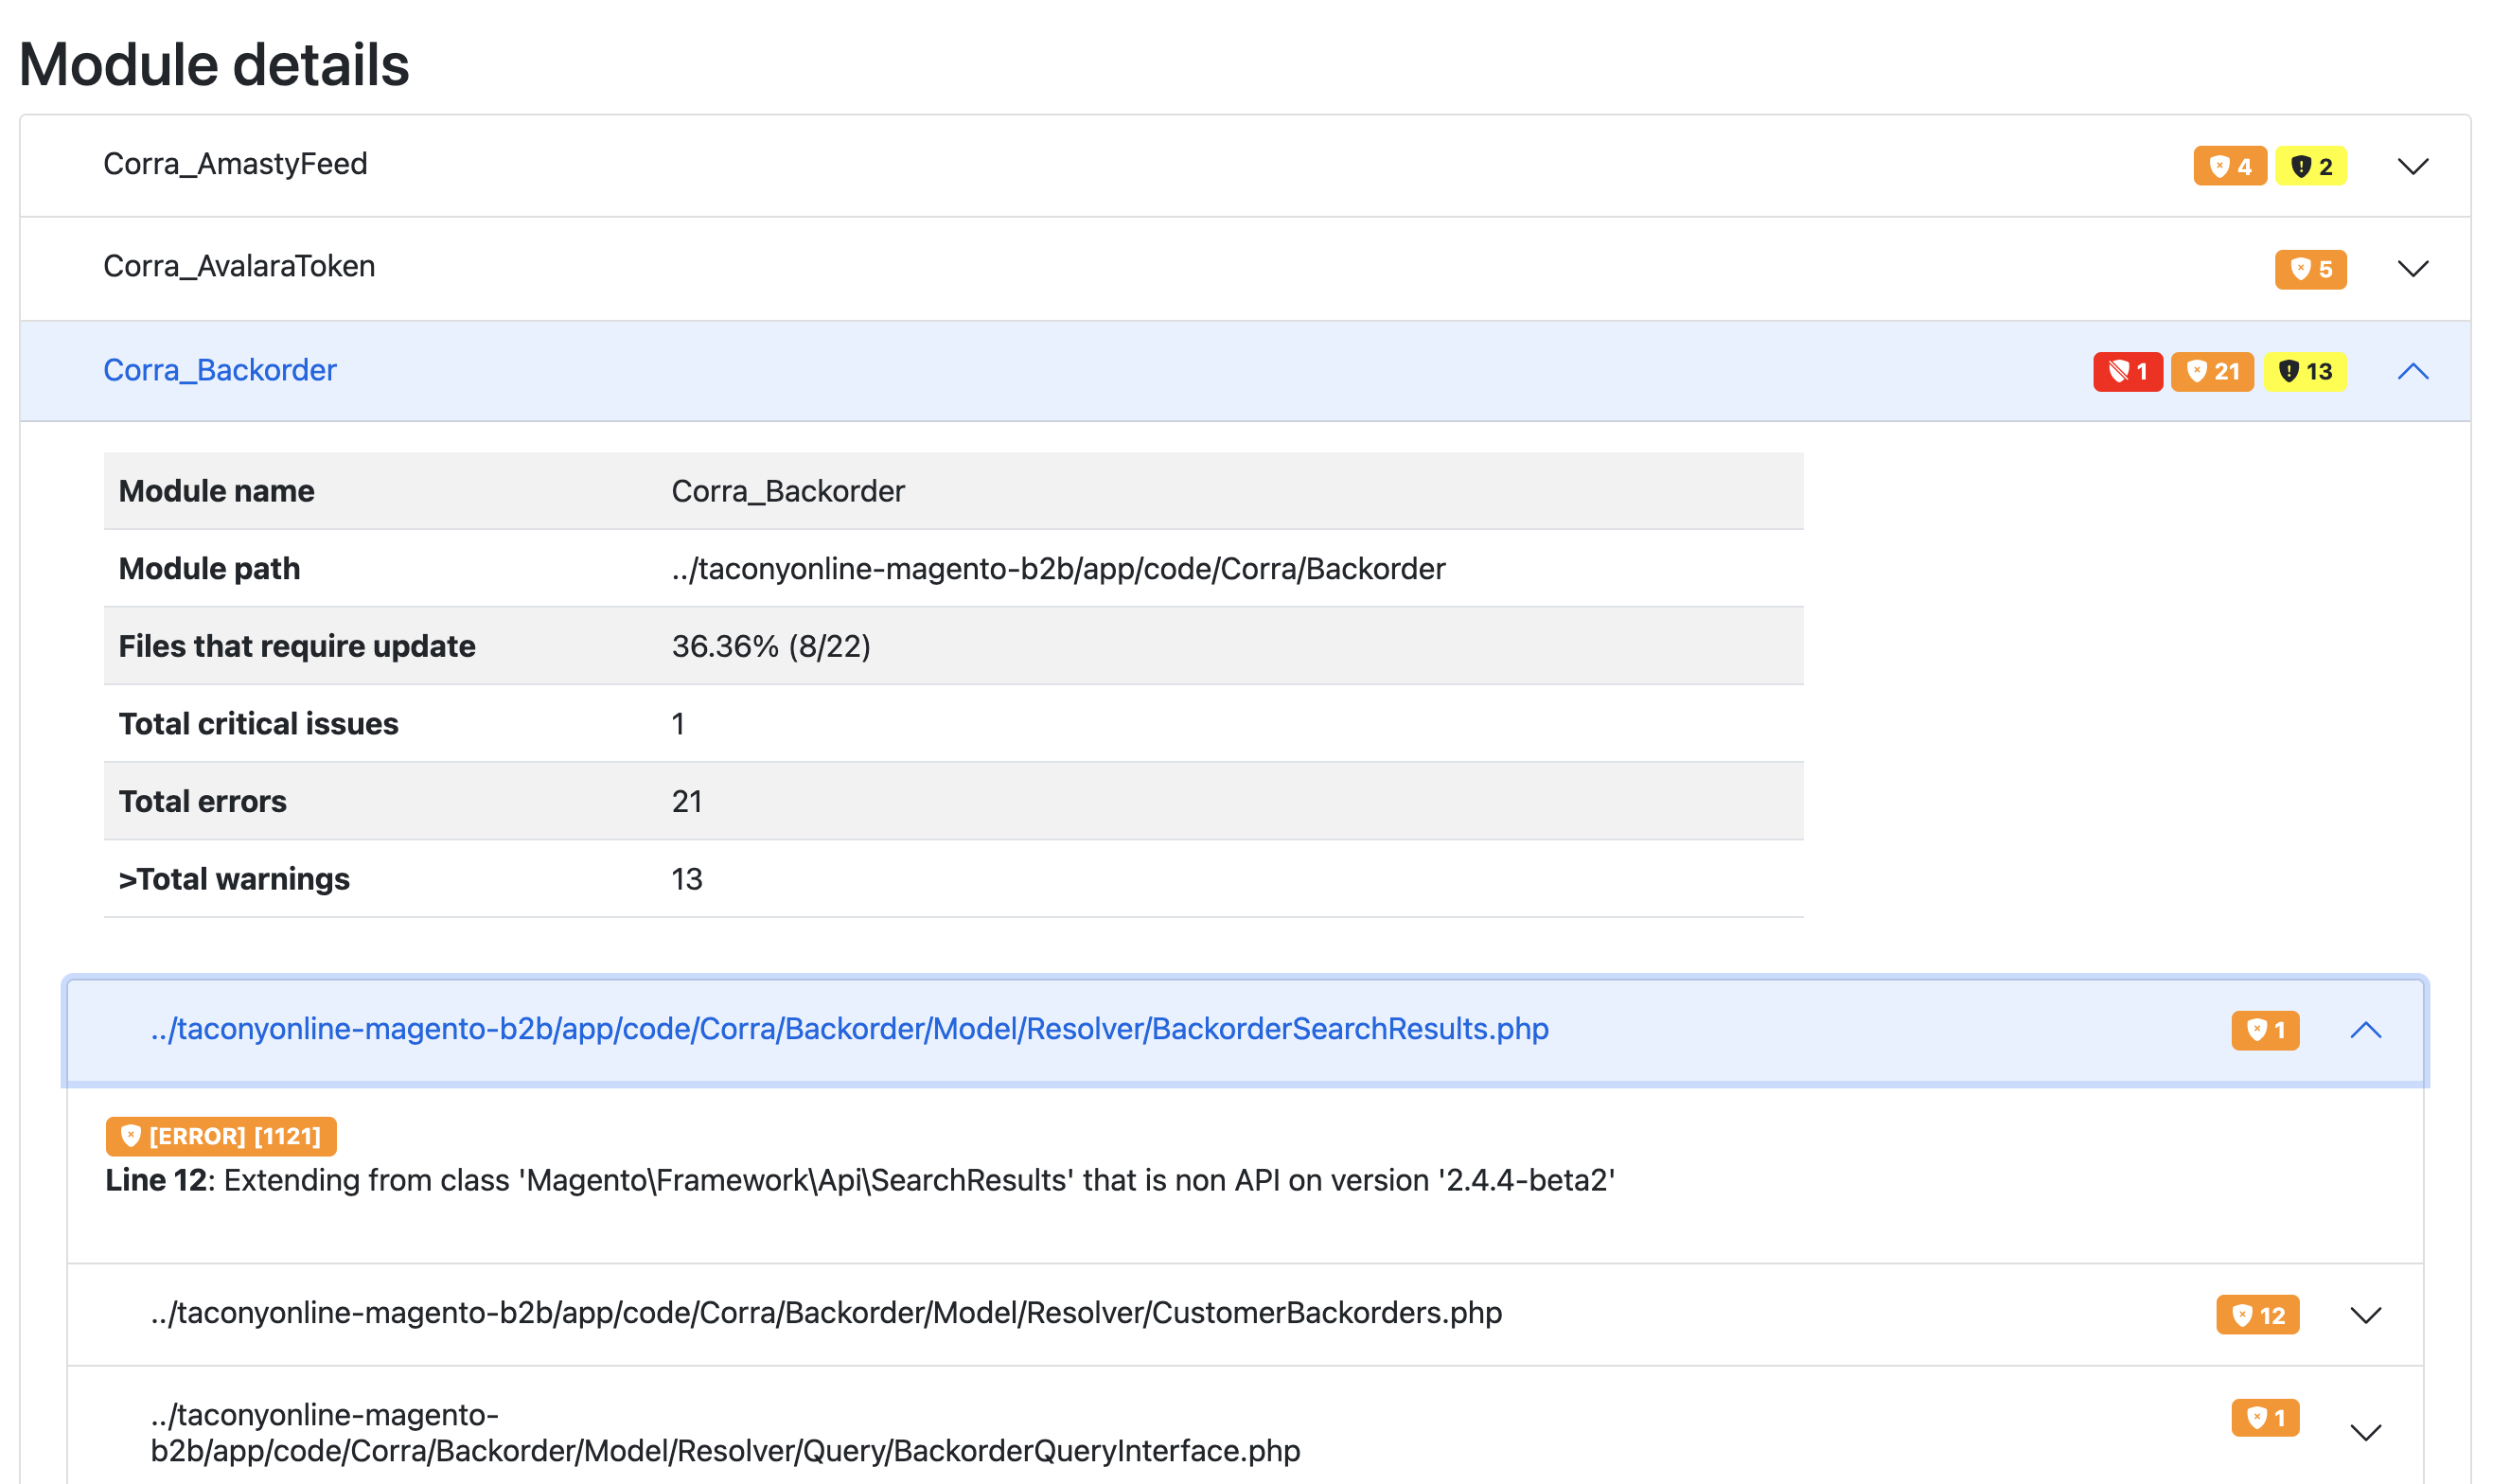 Module details
Corra_AmastyFeed 4 2
Corra_AvalaraToken 5
Corra_Backorder 1 21 13
Module name Corra_Backorder
Module path ../taconyonline-magento-b2b/app/code/Corra/Backorder
Files that require update 36.36% (8/22)
Total critical issues 1
Total errors 21
>Total warnings 13
../taconyonline-magento-b2b/app/code/Corra/Backorder/Model/Resolver/BackorderSearchResults.php 1
[ERROR] [1121]
Line 12: Extending from class 'Magento\Framework\Api\SearchResults' that is non API on version '2.4.4-beta2'
../taconyonline-magento-b2b/app/code/Corra/Backorder/Model/Resolver/CustomerBackorders.php 12
../taconyonline-magento- 1
b2b/app/code/Corra/Backorder/Model/Resolver/Query/BackorderQueryInterface.php